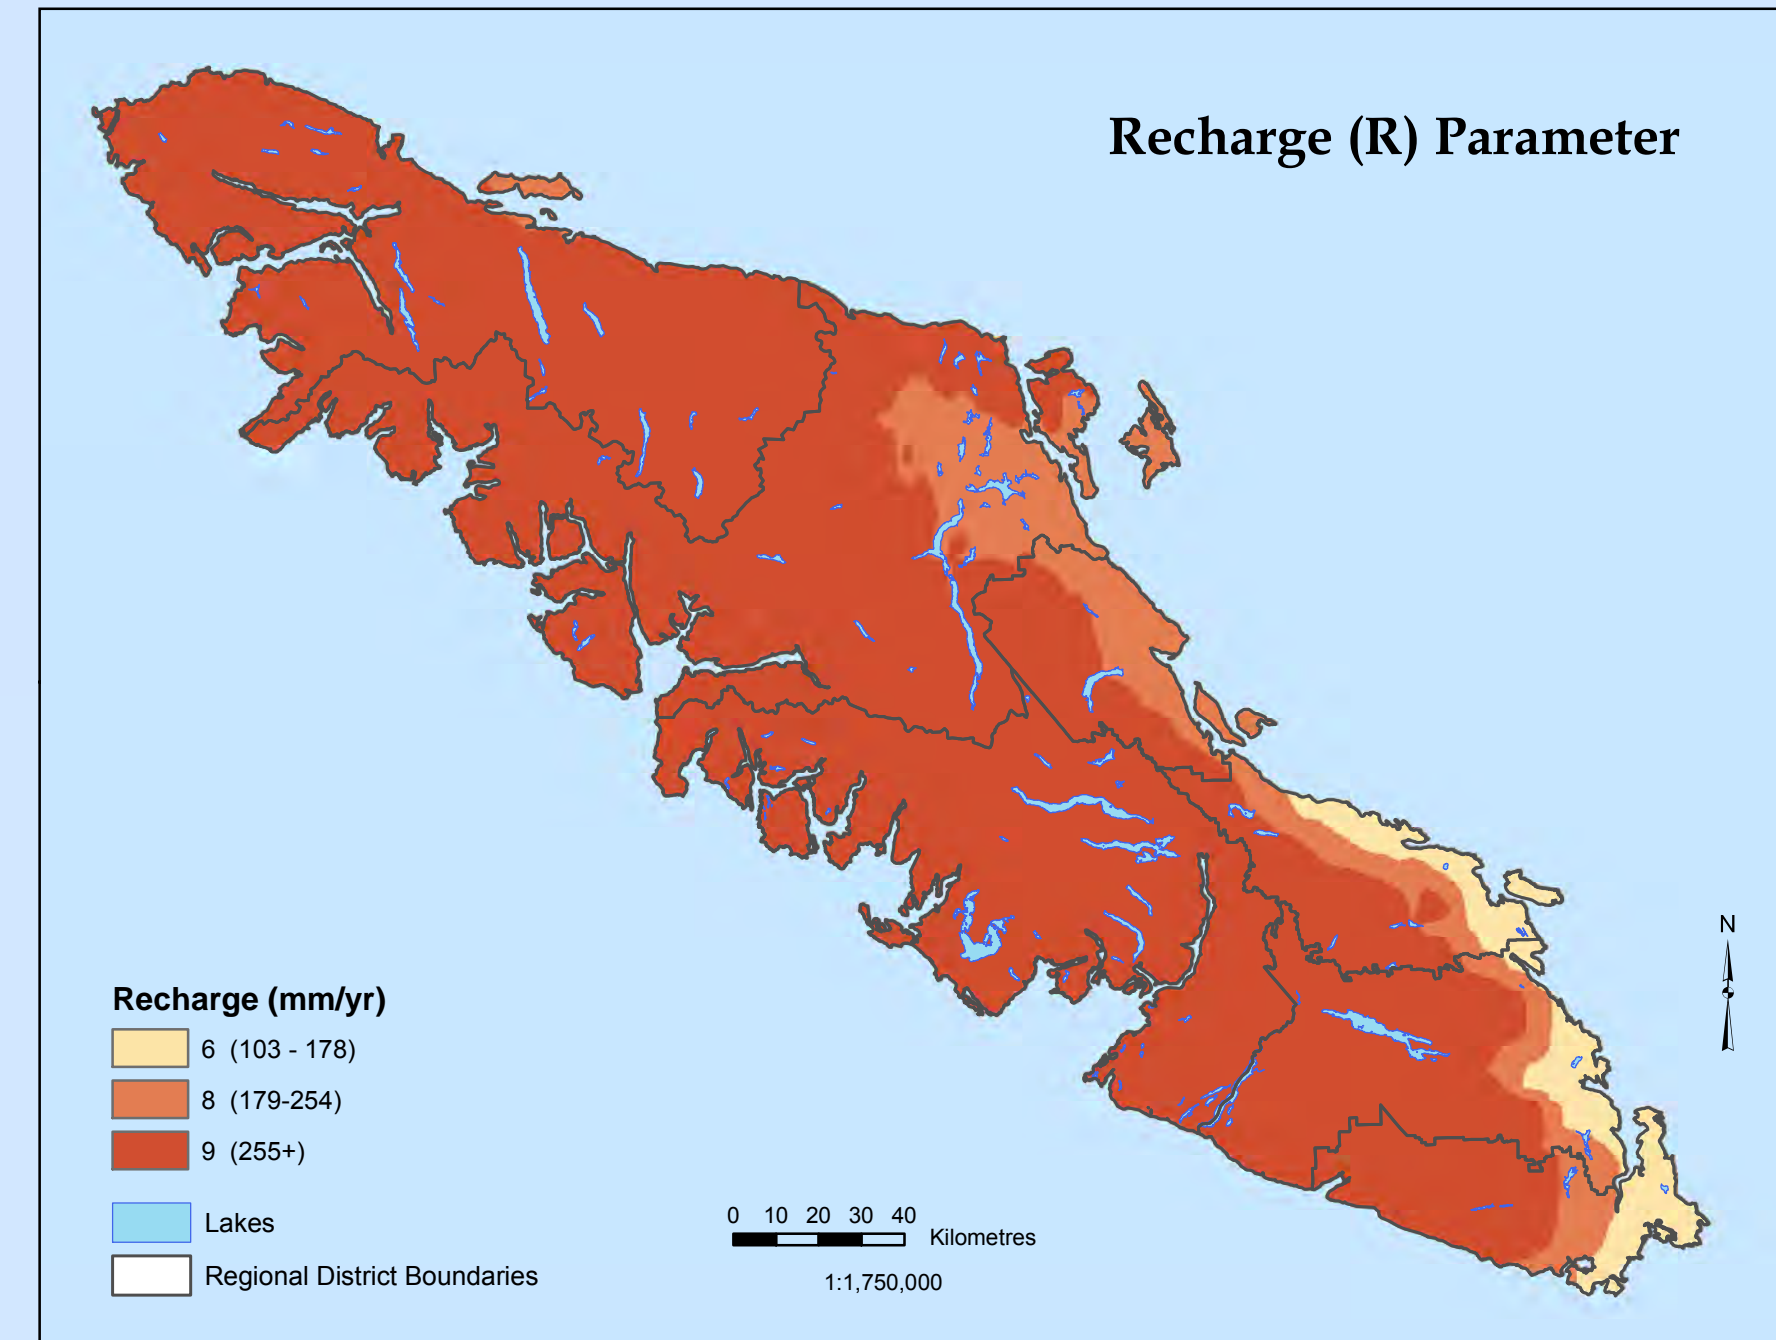 Recharge (R) Parameter
N
Recharge (mm/yr)
6 (103 - 178)
8 (179-254)
9 (255+)
Lakes
Regional District Boundaries
0 10 20 30 40
Kilometres
1:1,750,000